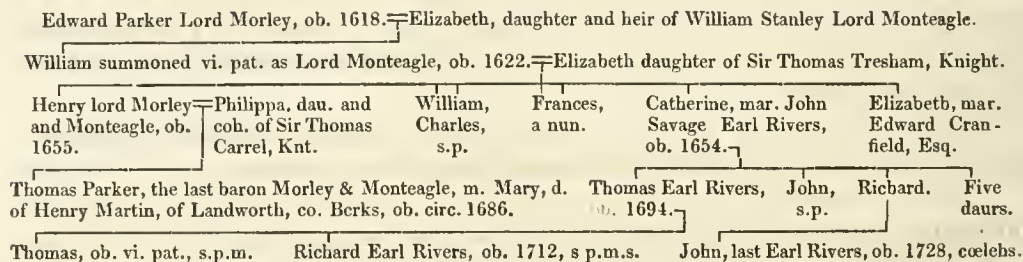 Edward Parker Lord Morley, ob. 1618.=Elizabeth, daughter and heir of William Stanley Lord Monteagle.
William summoned vi. pat. as Lord Monteagle, ob. 1622.=Elizabeth daughter of Sir Thomas Tresham, Knight.
Henry lord Morley=Philippa, dau. and
and Monteagle, ob. coh. of Sir Thomas
1655. Carrel, Knt.
William,
Charles,
s.p.
Frances,
a nun.
Catherine, mar. John
Savage Earl Rivers,
ob. 1654.
Elizabeth, mar.
Edward Cran-
field, Esq.
Thomas Parker, the last baron Morley & Monteagle, m. Mary, d.
of Henry Martin, of Landworth, co. Berks, ob. circ. 1686.
Thomas Earl Rivers,
ob. 1694.
John,
s.p.
Richard.
Five
daurs.
Thomas, ob. vi. pat., s.p.m.
Richard Earl Rivers, ob. 1712, s p.m.s.
John, last Earl Rivers, ob. 1728, cœlebs.